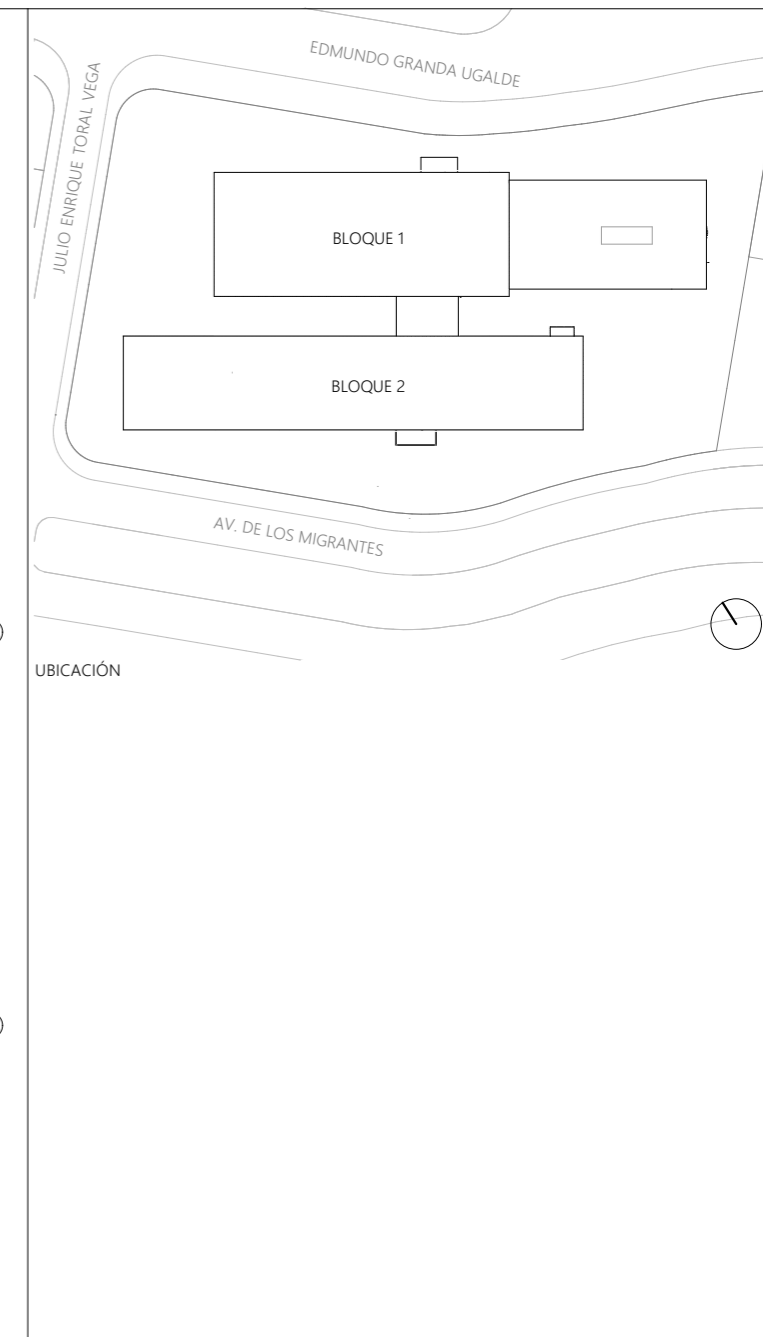 EDMUNDO GRANDA UGALDE
JULIO ENRIQUE TORAL VEGA
BLOQUE 1
BLOQUE 2
AV. DE LOS MIGRANTES
UBICACIÓN